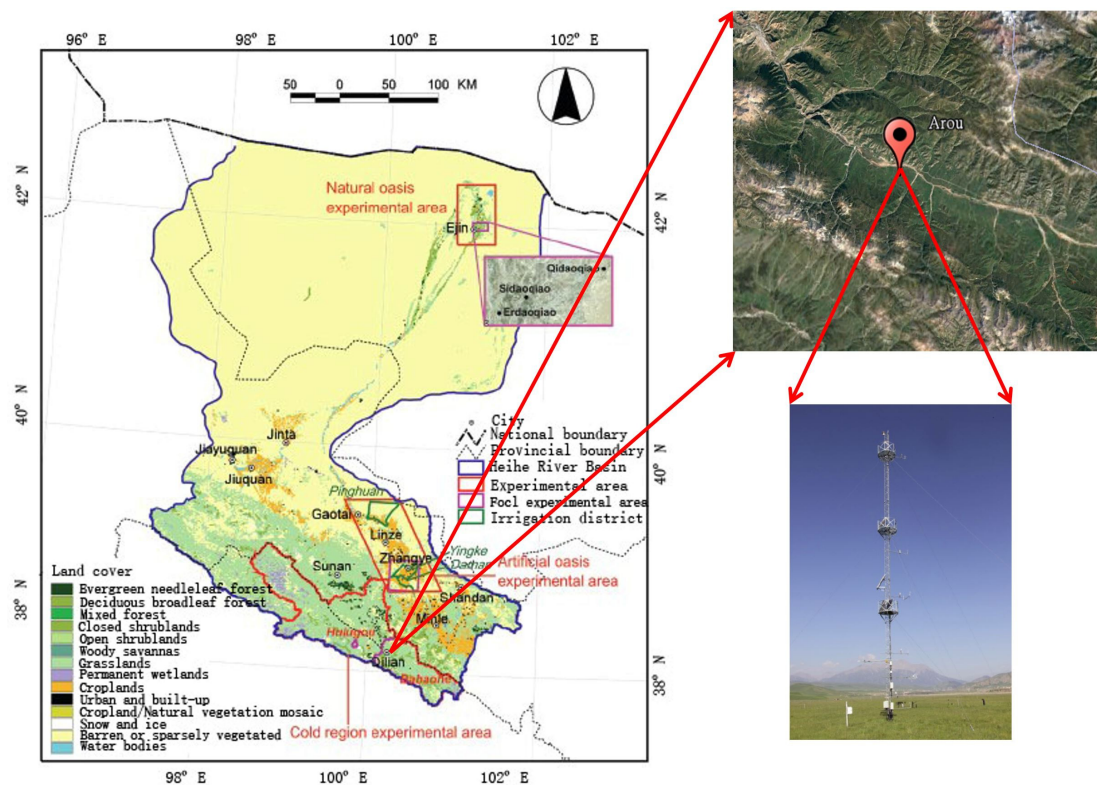 96° E
98° E
100° E
102° E
50 0 50 100 KM
42° N
42° N
40° N
40° N
38° N
38° N
98° E
100° E
102° E
Natural oasis
experimental area
Ejin
Qidaoqiao
Sidaoqiao
Erdaoqiao
Jinta
Jiayuguan
Jiuquan
Pinghuan
Gaotai
Linze
Zhangye
Yingke
Daman
Sunan
Artificial oasis
experimental area
Shandan
Minle
Hulugou
Qilian
Babaohe
Cold region experimental area
City
National boundary
Provincial boundary
Heihe River Basin
Experimental area
Focl experimental area
Irrigation district
Land cover
Evergreen needleleaf forest
Deciduous broadleaf forest
Mixed forest
Closed shrublands
Open shrublands
Woody savannas
Grasslands
Permanent wetlands
Croplands
Urban and built-up
Cropland/Natural vegetation mosaic
Snow and ice
Barren or sparsely vegetated
Water bodies
Arou